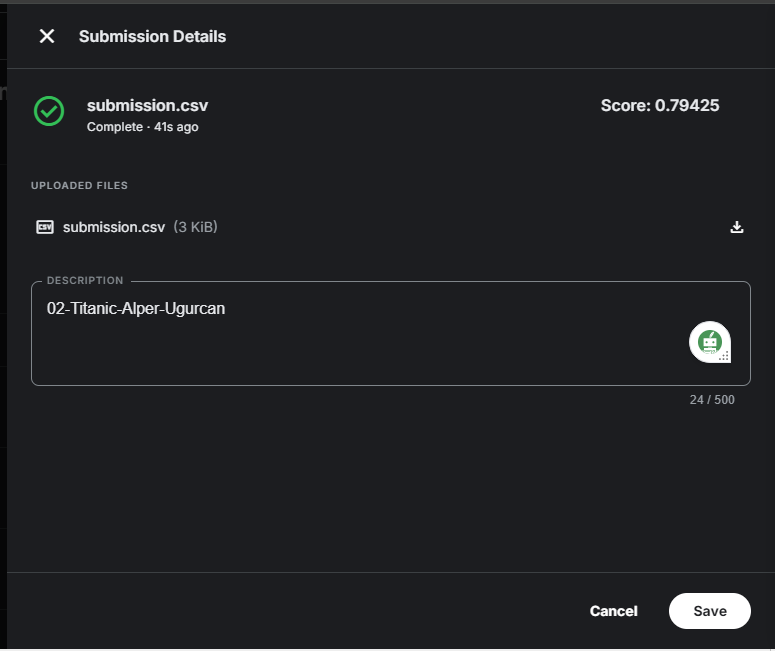 Submission Details
submission.csv
Score: 0.79425
Complete · 41s ago
UPLOADED FILES
CSV submission.csv (3 KiB)
DESCRIPTION
02-Titanic-Alper-Ugurcan
24 / 500
Cancel Save